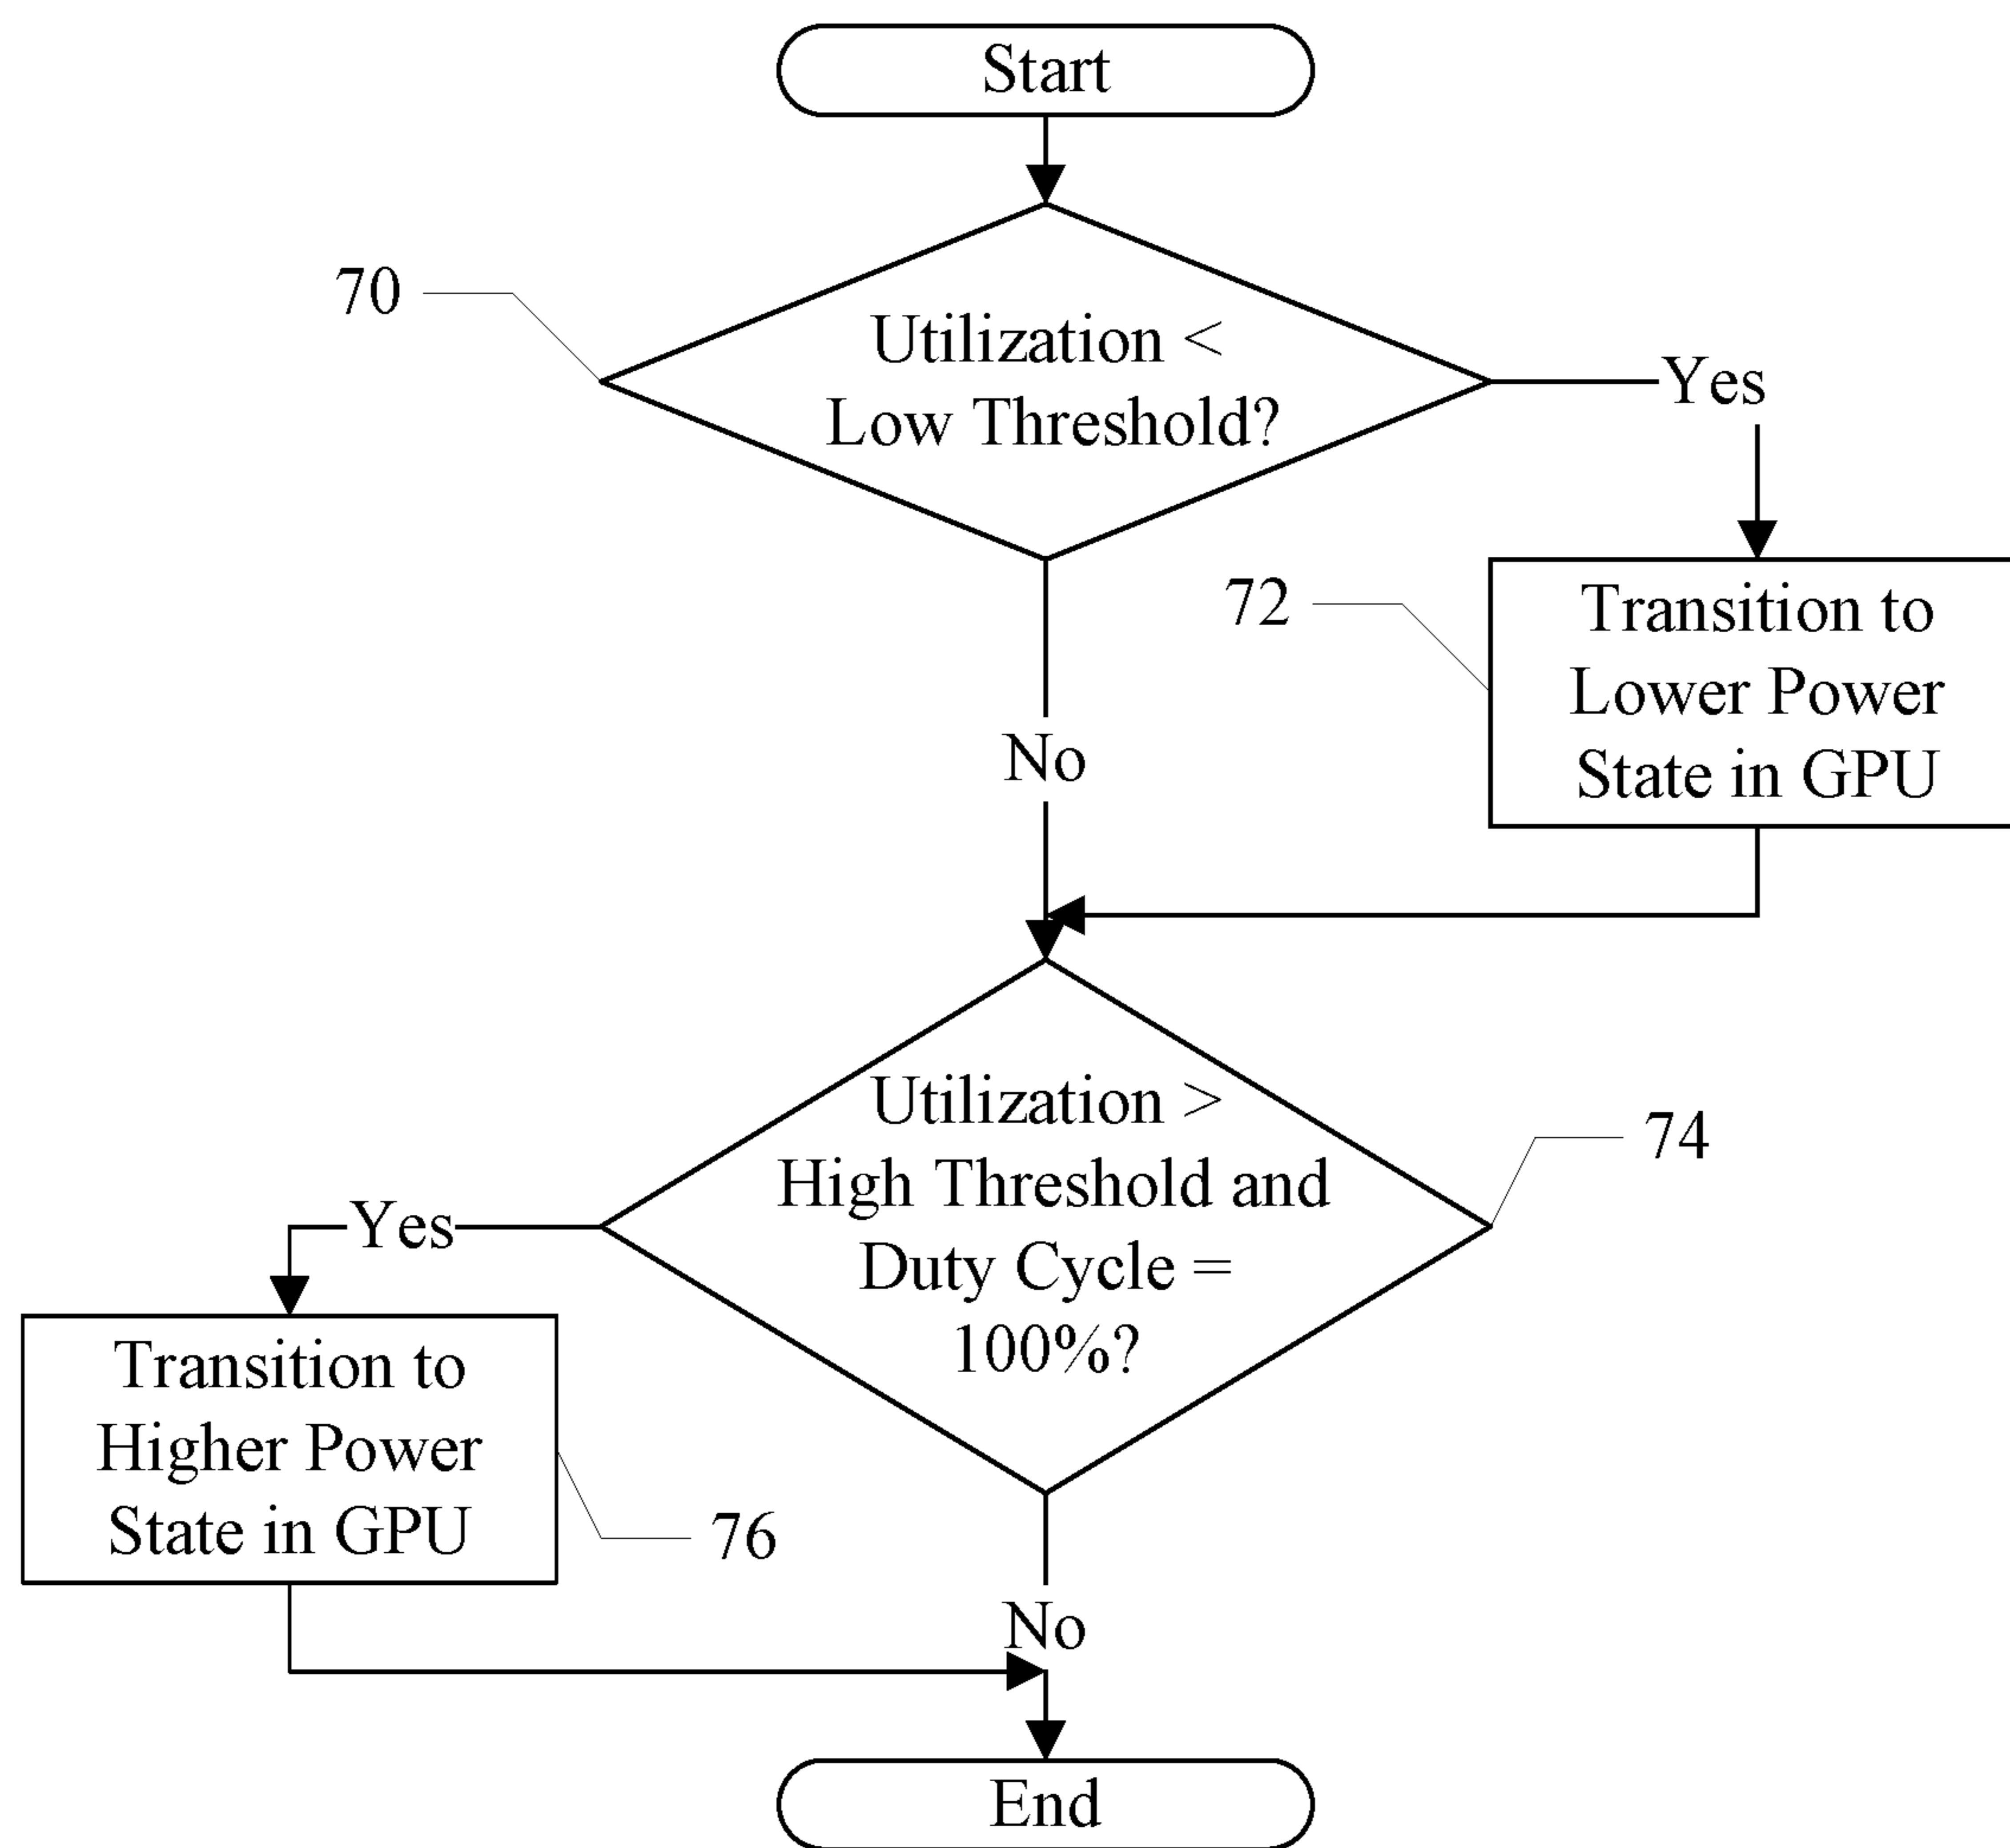 Start
70
Utilization <
Low Threshold?
Yes
72
Transition to
Lower Power
State in GPU
No
Utilization >
High Threshold and
Duty Cycle =
100%?
74
Yes
Transition to
Higher Power
State in GPU
76
No
End